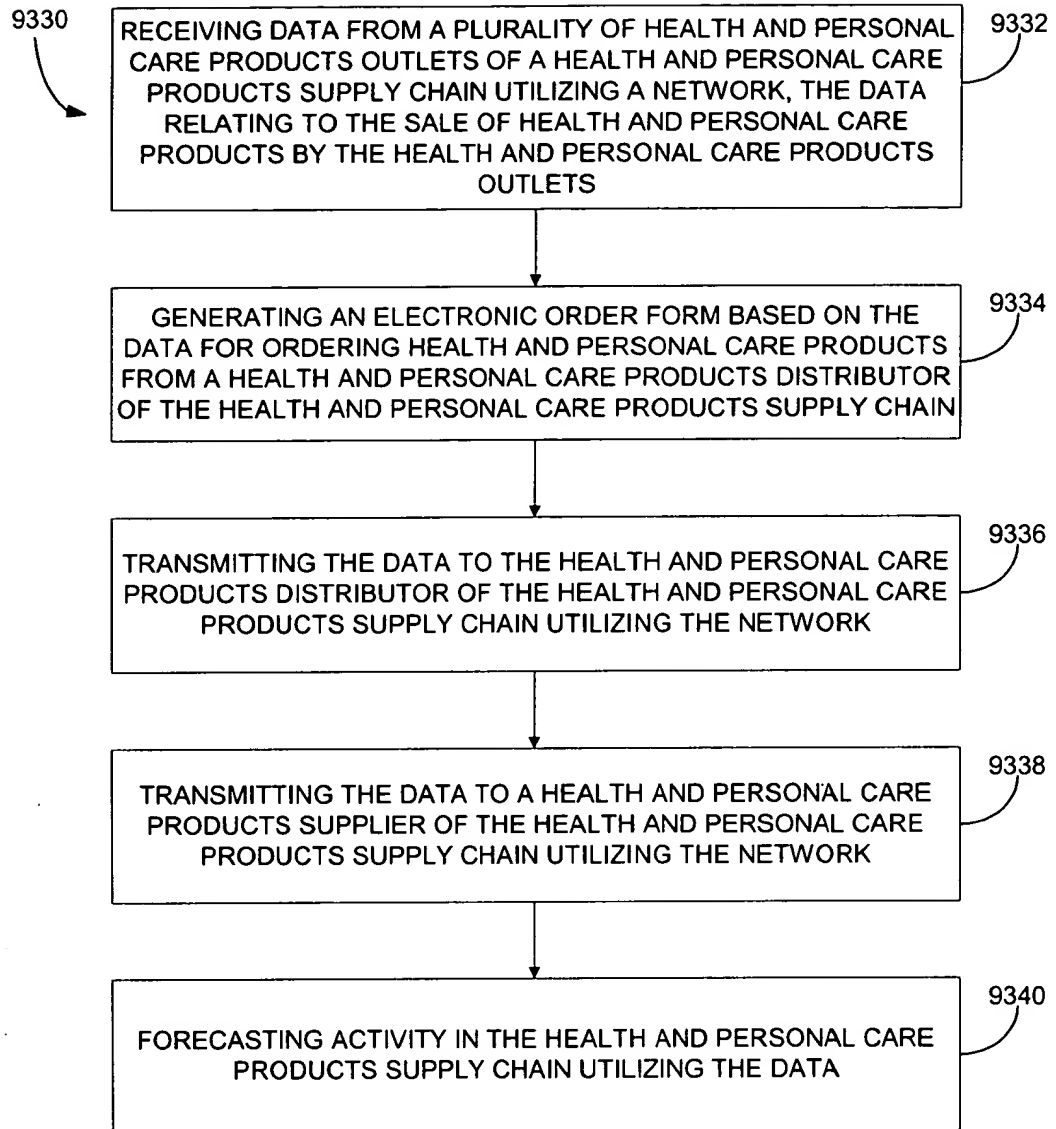 9330
RECEIVING DATA FROM A PLURALITY OF HEALTH AND PERSONAL
CARE PRODUCTS OUTLETS OF A HEALTH AND PERSONAL CARE
PRODUCTS SUPPLY CHAIN UTILIZING A NETWORK, THE DATA
RELATING TO THE SALE OF HEALTH AND PERSONAL CARE
PRODUCTS BY THE HEALTH AND PERSONAL CARE PRODUCTS
OUTLETS
9332
GENERATING AN ELECTRONIC ORDER FORM BASED ON THE
DATA FOR ORDERING HEALTH AND PERSONAL CARE PRODUCTS
FROM A HEALTH AND PERSONAL CARE PRODUCTS DISTRIBUTOR
OF THE HEALTH AND PERSONAL CARE PRODUCTS SUPPLY CHAIN
9334
TRANSMITTING THE DATA TO THE HEALTH AND PERSONAL CARE
PRODUCTS DISTRIBUTOR OF THE HEALTH AND PERSONAL CARE
PRODUCTS SUPPLY CHAIN UTILIZING THE NETWORK
9336
TRANSMITTING THE DATA TO A HEALTH AND PERSONAL CARE
PRODUCTS SUPPLIER OF THE HEALTH AND PERSONAL CARE
PRODUCTS SUPPLY CHAIN UTILIZING THE NETWORK
9338
FORECASTING ACTIVITY IN THE HEALTH AND PERSONAL CARE
PRODUCTS SUPPLY CHAIN UTILIZING THE DATA
9340